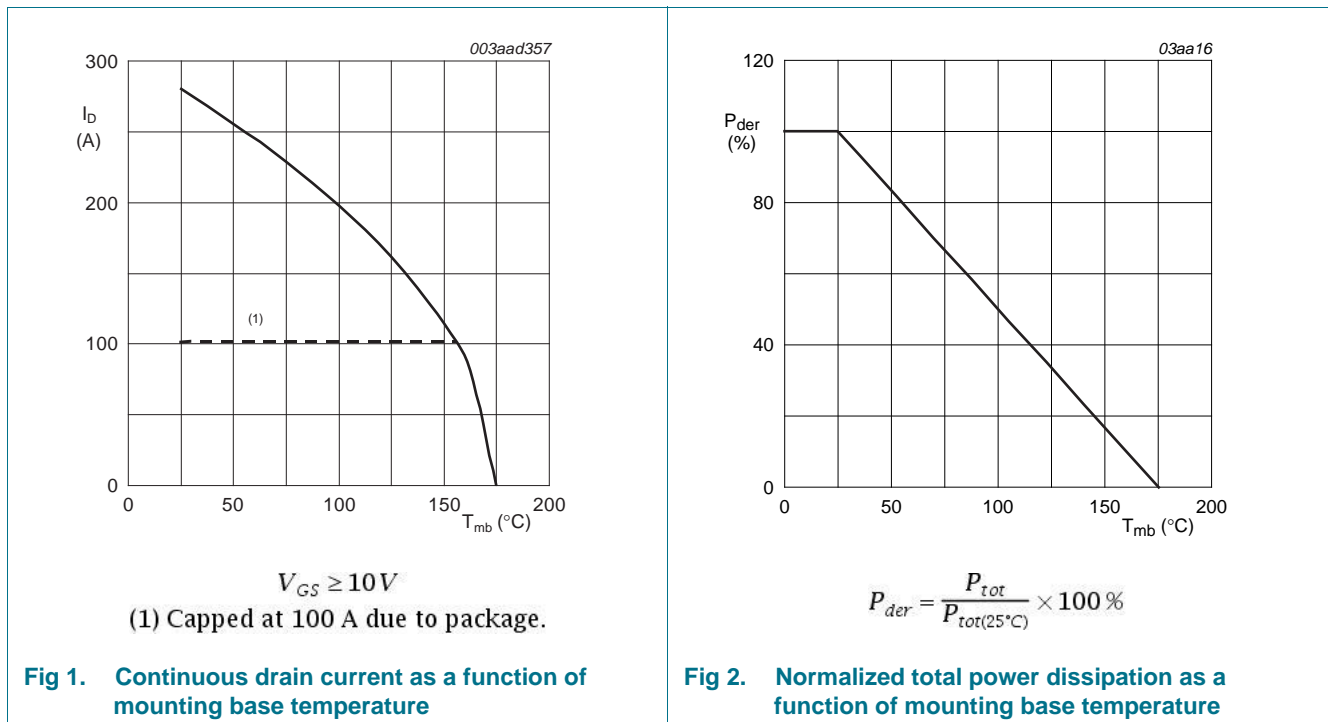 003aad357
300
I_D
(A)
200
(1)
100
0
0 50 100 150 200
T_mb (°C)
V_GS ≥ 10 V
(1) Capped at 100 A due to package.
Fig 1. Continuous drain current as a function of
mounting base temperature
03aa16
120
P_der
(%)
80
40
0
0 50 100 150 200
T_mb (°C)
P_der = P_tot / P_tot(25°C) × 100 %
Fig 2. Normalized total power dissipation as a
function of mounting base temperature